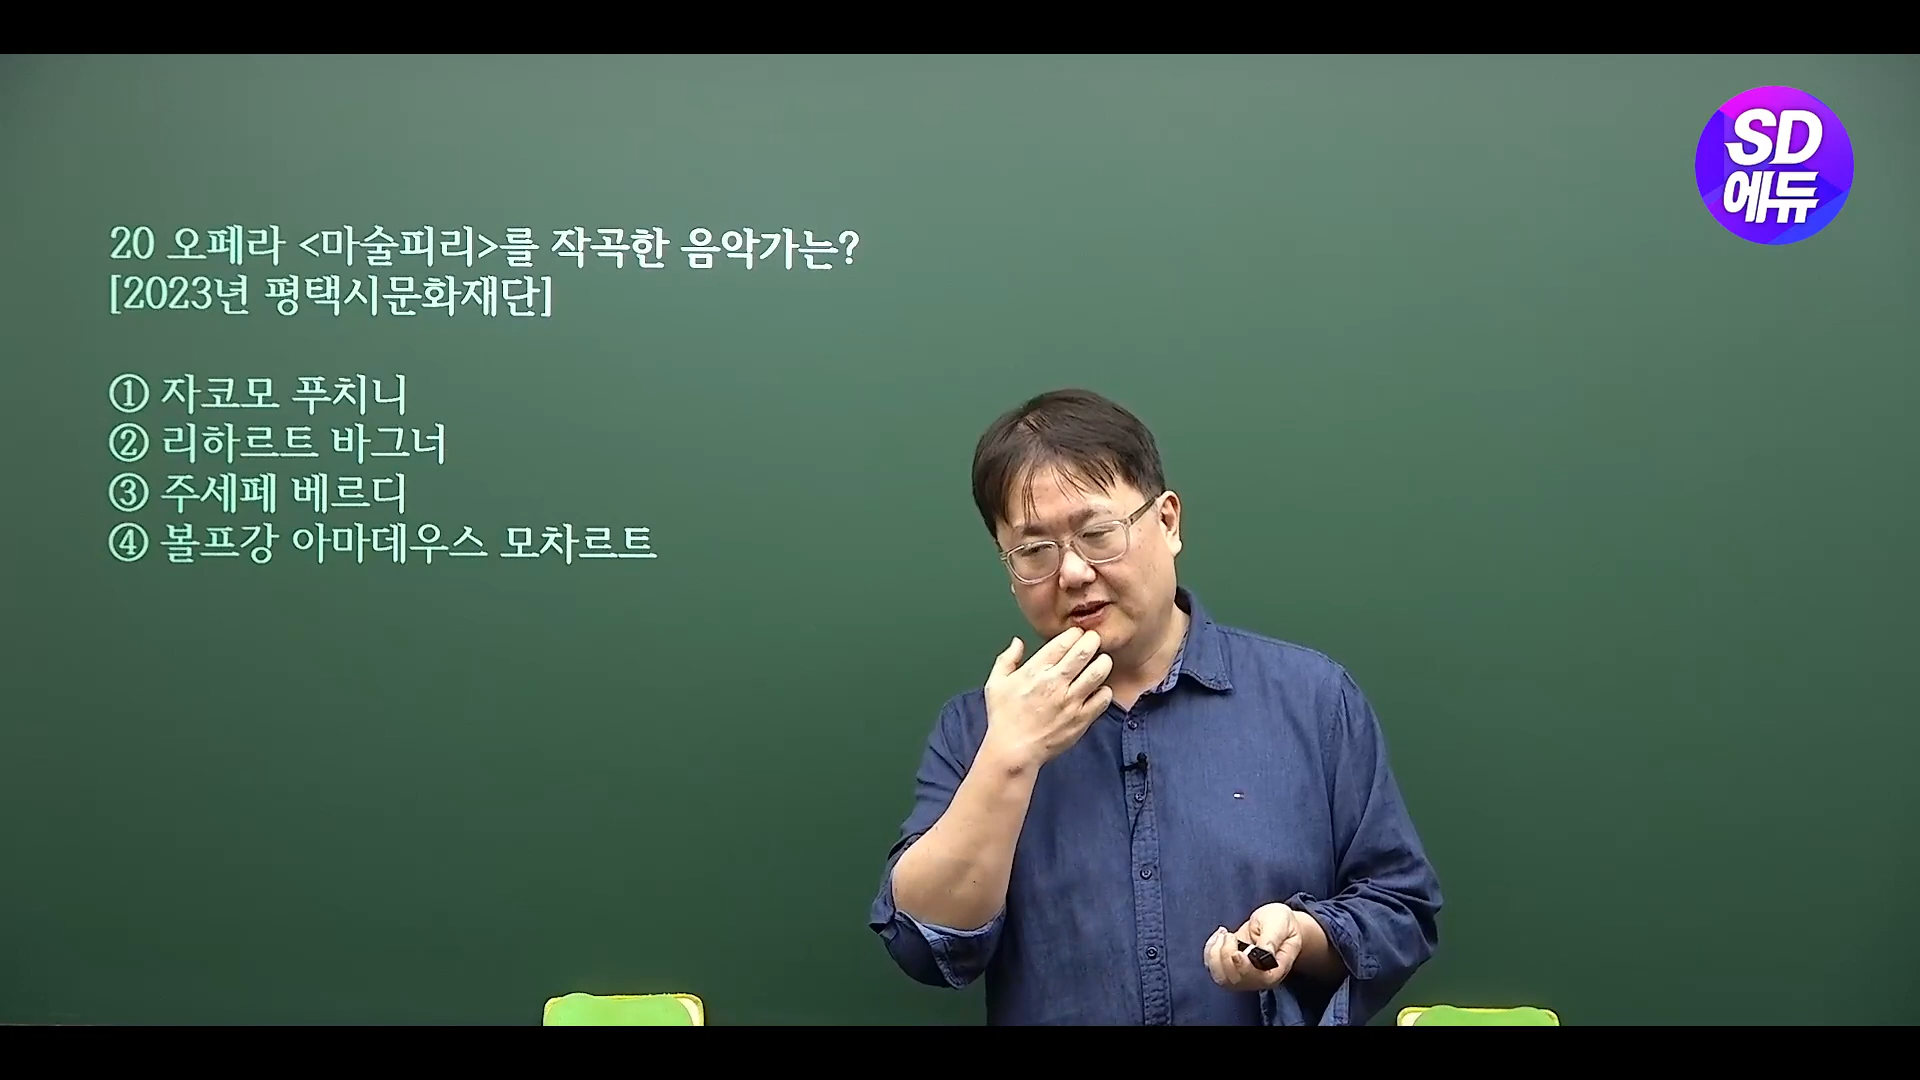 SD
에듀
20 오페라 <마술피리>를 작곡한 음악가는?
[2023년 평택시문화재단]
① 자코모 푸치니
② 리하르트 바그너
③ 주세페 베르디
④ 볼프강 아마데우스 모차르트